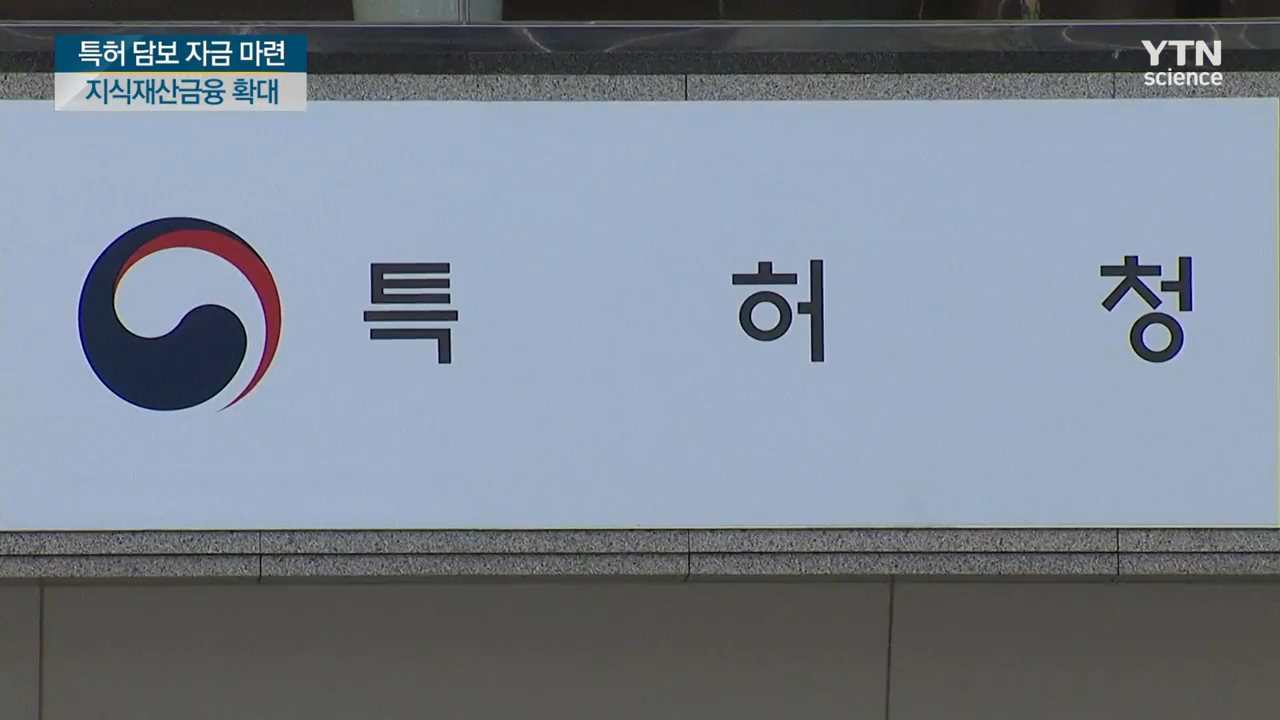 특허 담보 자금 마련
지식재산금융 확대
YTN
science
특 허 청